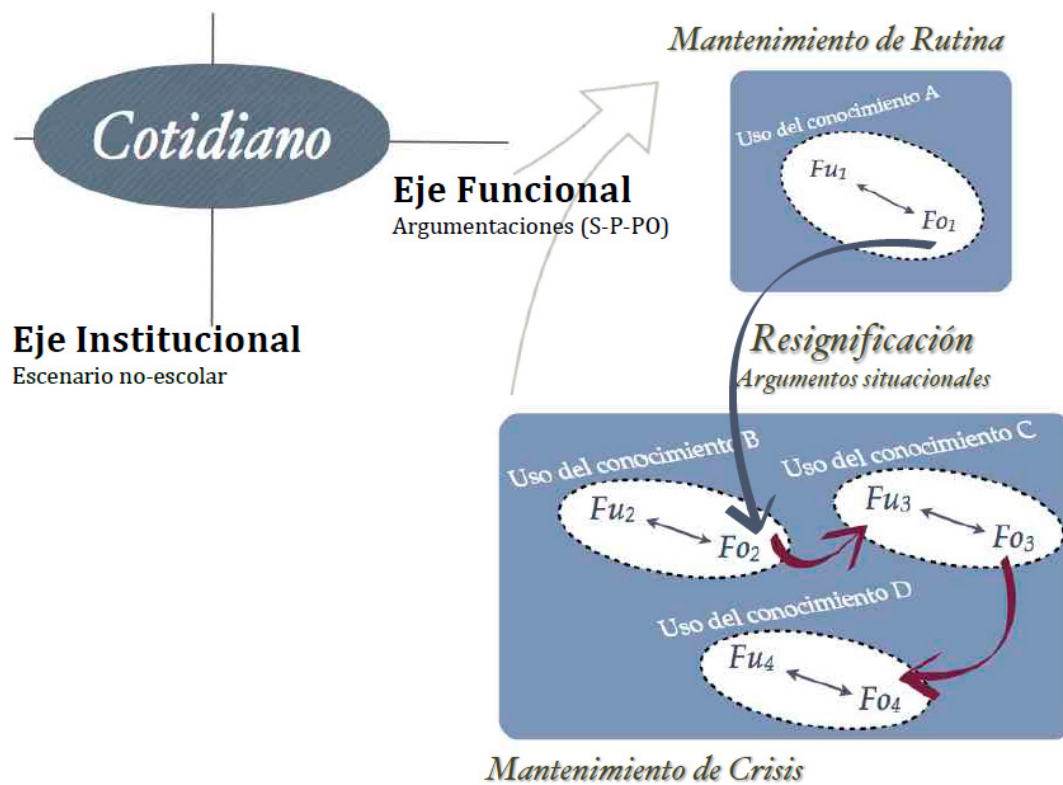 Cotidiano
Eje Funcional
Argumentaciones (S-P-PO)
Eje Institucional
Escenario no-escolar
Mantenimiento de Rutina
Uso del conocimiento A
Fu1
Fo1
Resignificación
Argumentos situacionales
Uso del conocimiento B
Fu2
Fo2
Uso del conocimiento C
Fu3
Fo3
Uso del conocimiento D
Fu4
Fo4
Mantenimiento de Crisis